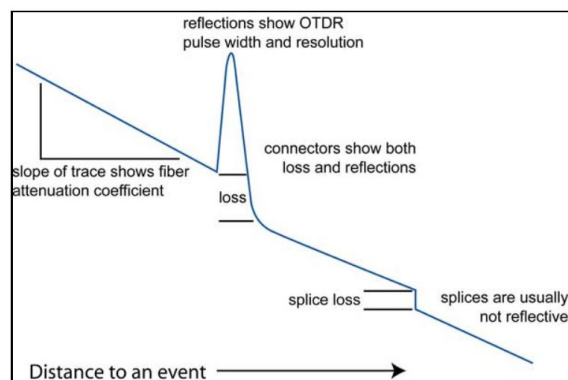 reflections show OTDR
pulse width and resolution
connectors show both
loss and reflections
slope of trace shows fiber
attenuation coefficient
loss
splice loss
splices are usually
not reflective
Distance to an event